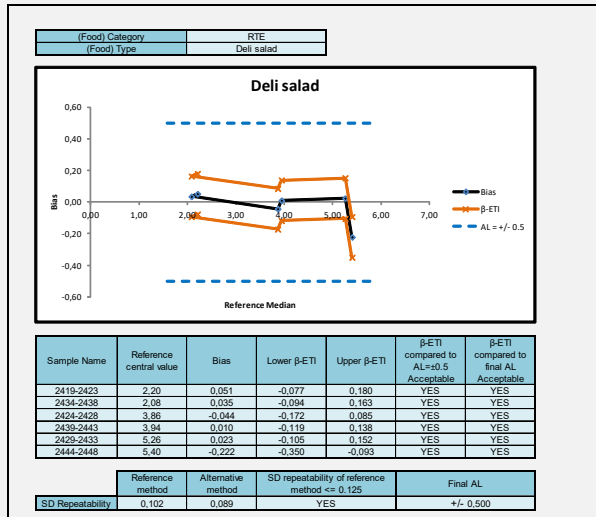 (Food) Category RTE
(Food) Type Deli salad
Deli salad
0,60
0,40
0,20
0,00
0,00 1,00 2,00 3,00 4,00 5,00 6,00 7,00
-0,20
-0,40
-0,60
Bias
Reference Median
Bias
β-ETI
AL = +/- 0.5
Sample Name Reference central value Bias Lower β-ETI Upper β-ETI β-ETI compared to AL=±0.5 Acceptable β-ETI compared to final AL Acceptable
2419-2423 2,20 0,051 -0,077 0,180 YES YES
2434-2438 2,08 0,035 -0,094 0,163 YES YES
2424-2428 3,86 -0,044 -0,172 0,085 YES YES
2439-2443 3,94 0,010 -0,119 0,138 YES YES
2429-2433 5,26 0,023 -0,105 0,152 YES YES
2444-2448 5,40 -0,222 -0,350 -0,093 YES YES
Reference method Alternative method SD repeatability of reference method <= 0.125 Final AL
SD Repeatability 0,102 0,089 YES +/- 0,500